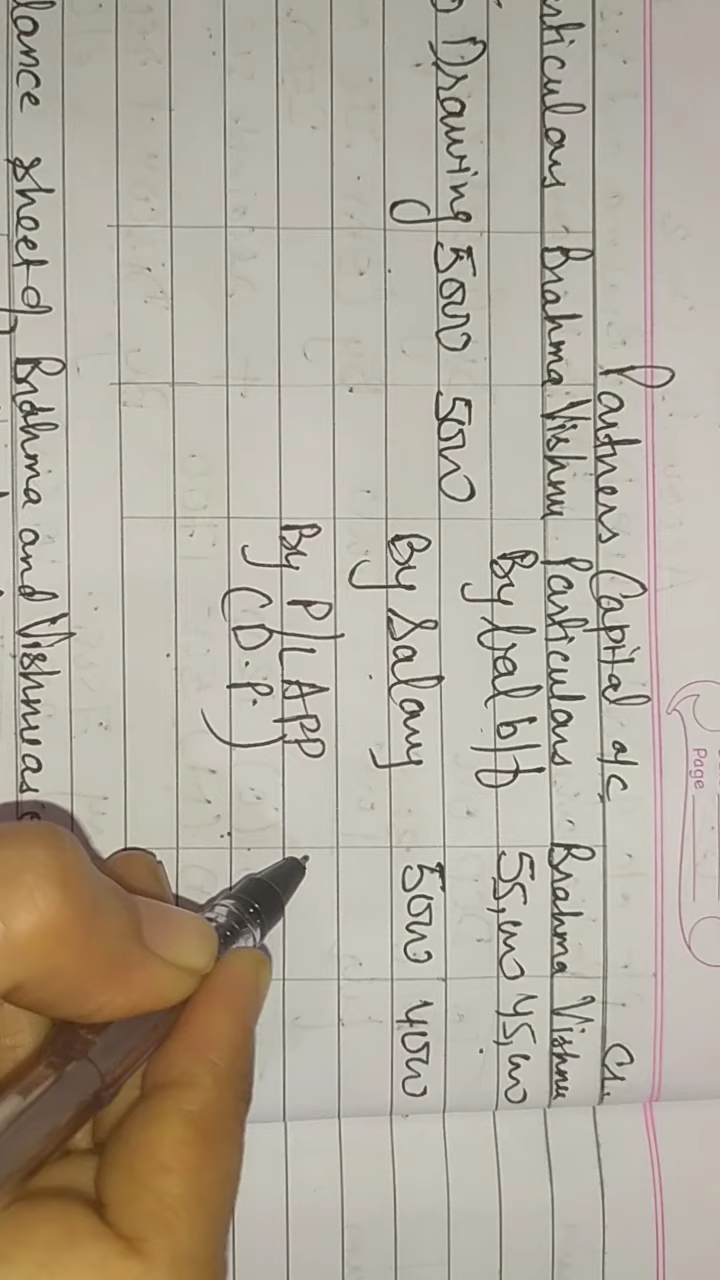 Page
Partners Capital a/c Cr.
Particulars Brahma Vishnu Particulars Brahma Vishnu
By bal b/d 55,000 45,000
Drawing 5000 5000
By Salary 5000 4000
By P/L APP
(D.P.)
Balance sheet of Brahma and Vishnu as